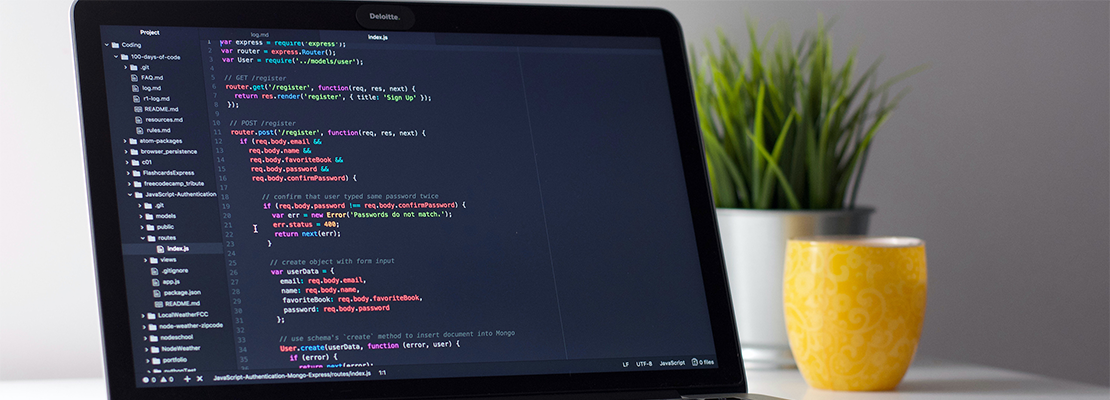 Deloitte.
Project
log.md
index.js
Coding
100-days-of-code
.git
FAQ.md
log.md
r1-log.md
README.md
resources.md
rules.md
atom-packages
browser_persistence
c01
FlashcardsExpress
freecodecamp_tribute
JavaScript-Authentication
.git
models
public
routes
index.js
views
.gitignore
app.js
package.json
README.md
LocalWeatherFCC
node-weather-zipcode
nodeschool
NodeWeather
portfolio
pythonTest
1 var express = require('express');
2 var router = express.Router();
3 var User = require('../models/user');
4
5 // GET /register
6 router.get('/register', function(req, res, next) {
7 return res.render('register', { title: 'Sign Up' });
8 });
9
10 // POST /register
11 router.post('/register', function(req, res, next) {
12 if (req.body.email &&
13 req.body.name &&
14 req.body.favoriteBook &&
15 req.body.password &&
16 req.body.confirmPassword) {
17
18 // confirm that user typed same password twice
19 if (req.body.password !== req.body.confirmPassword) {
20 var err = new Error('Passwords do not match.');
21 err.status = 400;
22 return next(err);
23 }
24
25 // create object with form input
26 var userData = {
27 email: req.body.email,
28 name: req.body.name,
29 favoriteBook: req.body.favoriteBook,
30 password: req.body.password
31 };
32
33 // use schema's `create` method to insert document into Mongo
34 User.create(userData, function (error, user) {
35 if (error) {
36 return next(error);
0 0 + × JavaScript-Authentication-Mongo-Express/routes/index.js 1:1
LF UTF-8 JavaScript 0 files